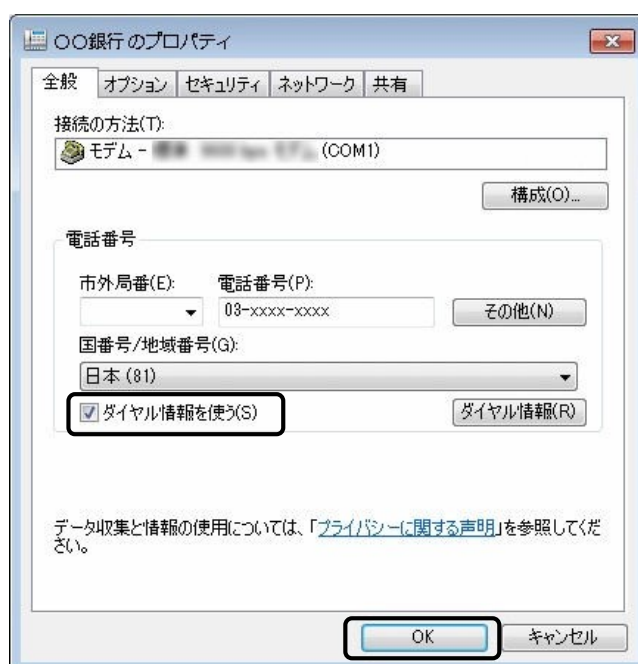 〇〇銀行のプロパティ
全般 オプション セキュリティ ネットワーク 共有
接続の方法(T):
モデム - (COM1)
構成(O)...
電話番号
市外局番(E): 電話番号(P):
03-xxxx-xxxx その他(N)
国番号/地域番号(G):
日本 (81)
ダイヤル情報を使う(S) ダイヤル情報(R)
データ収集と情報の使用については、「プライバシーに関する声明」を参照してくだ
さい。
OK キャンセル